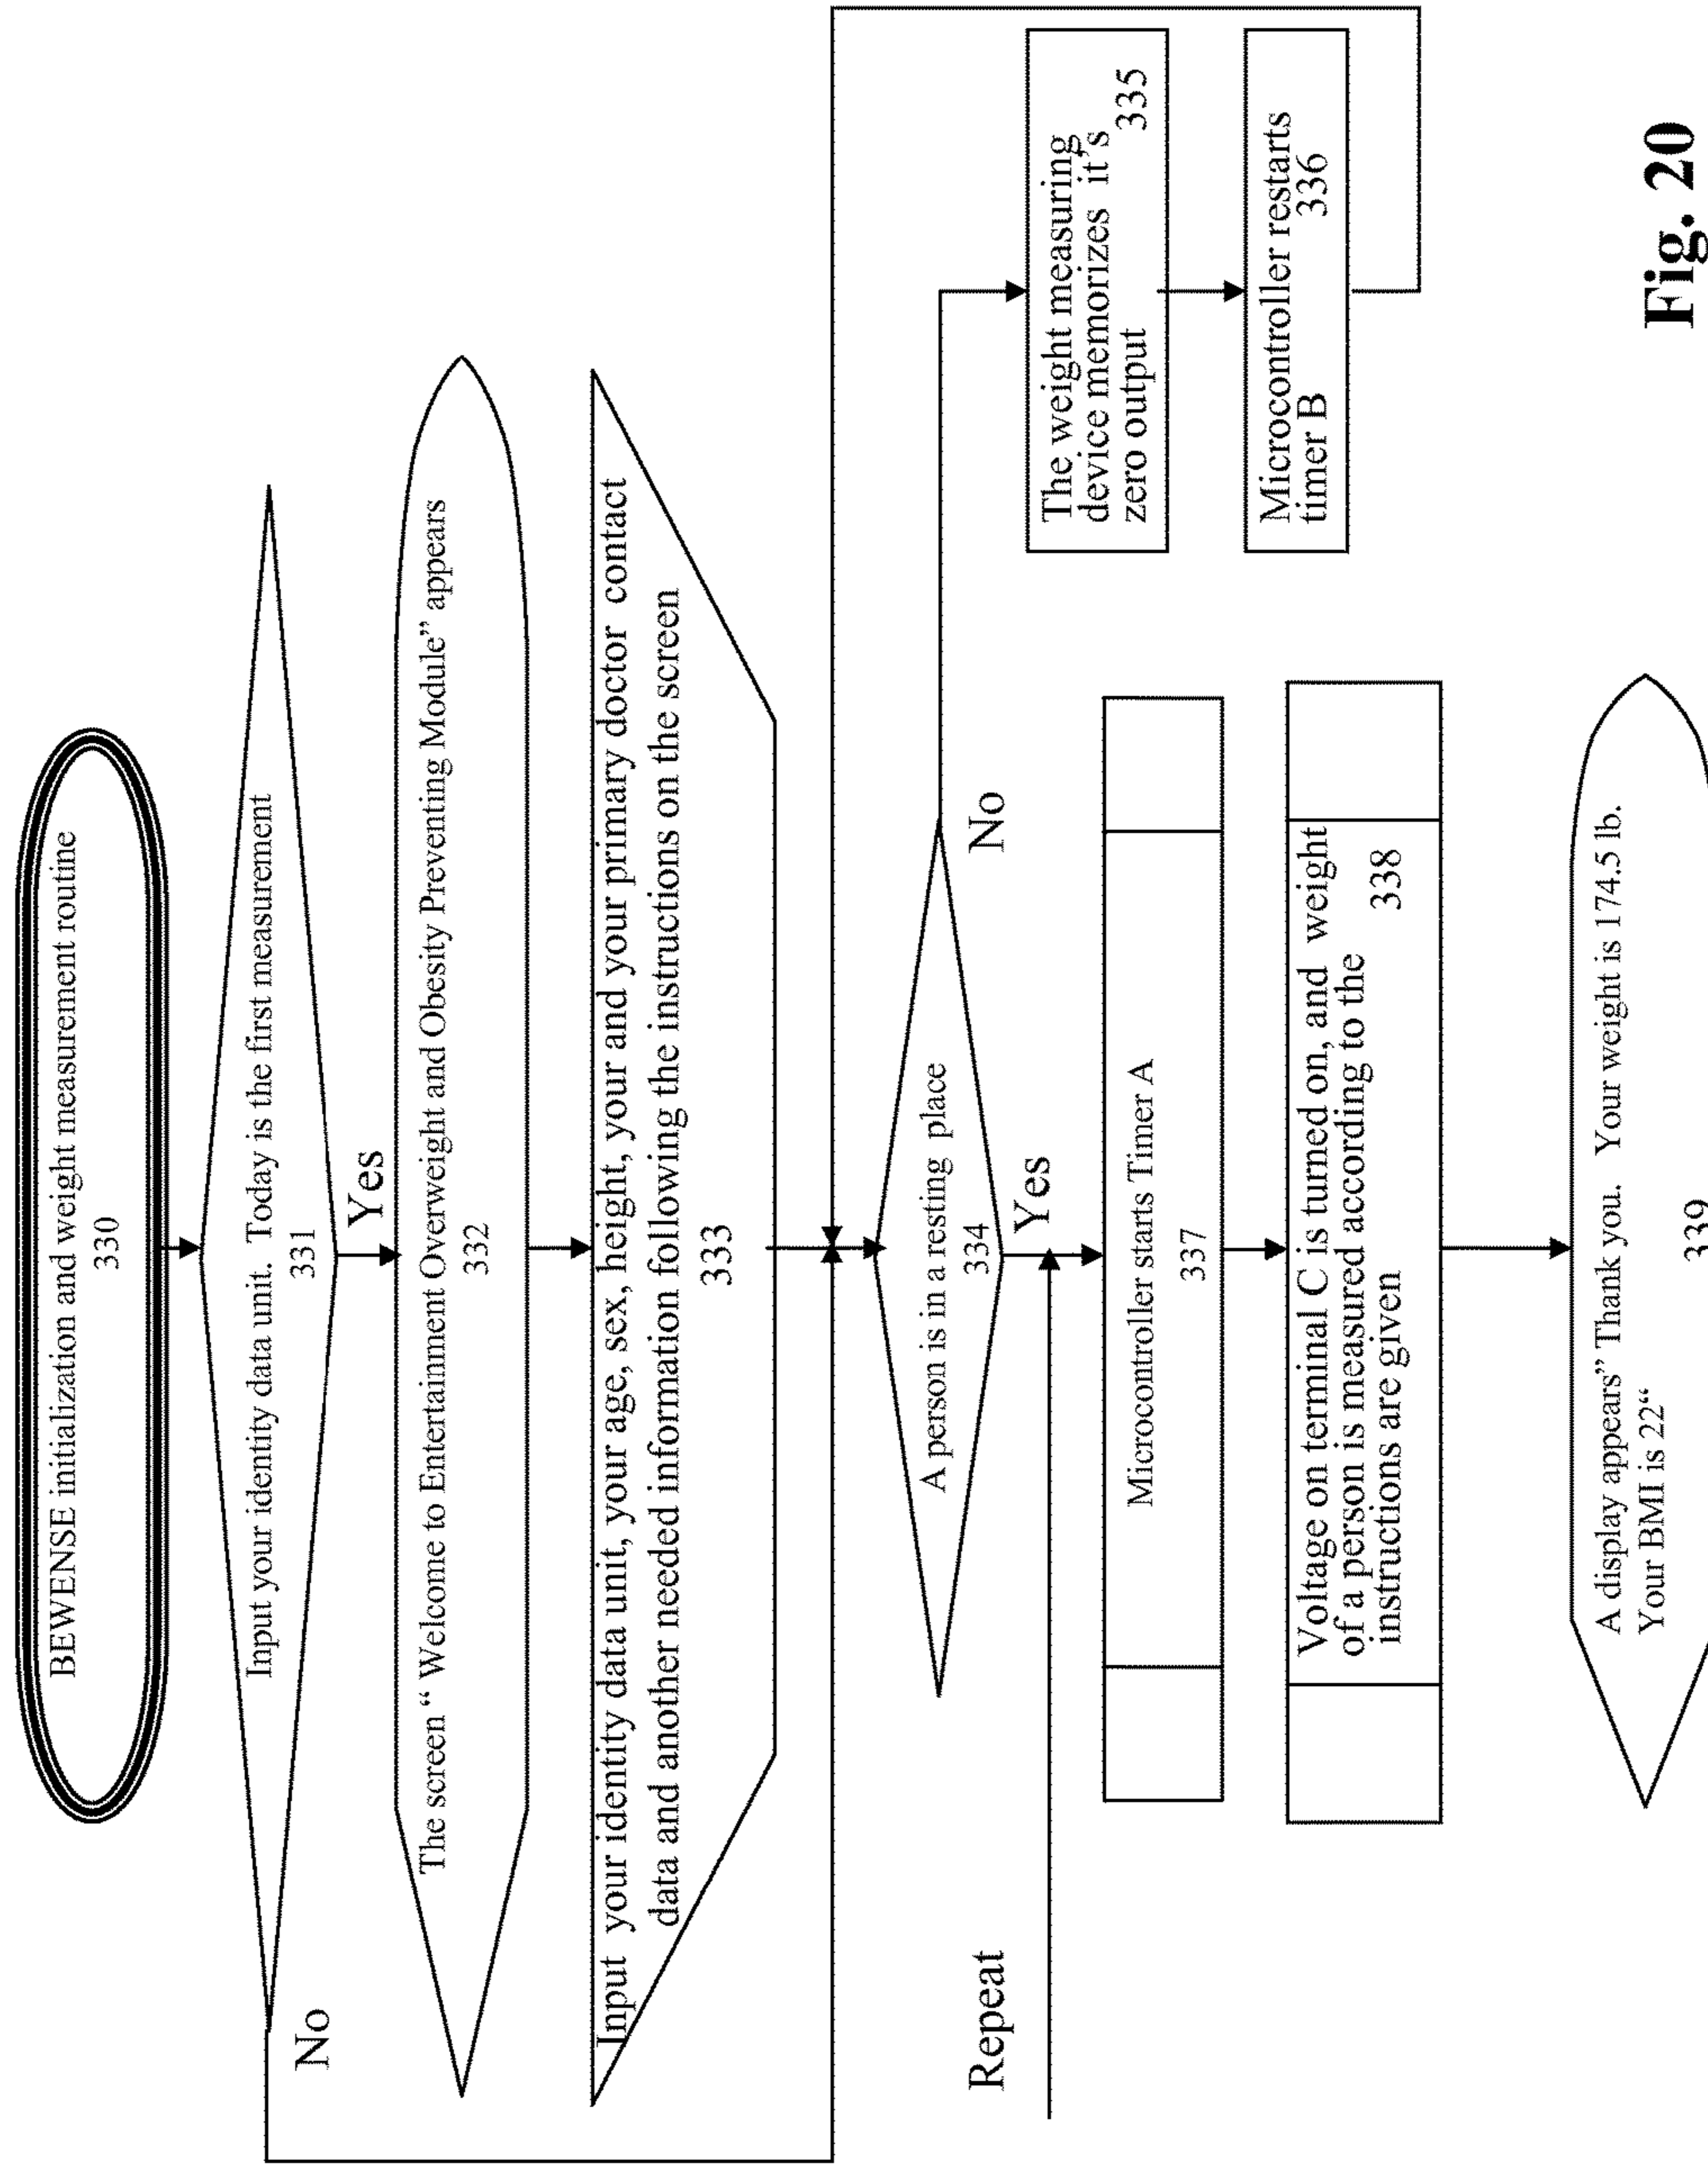 BEWENSE initialization and weight measurement routine
330
Input your identity data unit. Today is the first measurement
331
No
Yes
The screen “ Welcome to Entertainment Overweight and Obesity Preventing Module” appears
332
Input your identity data unit, your age, sex, height, your and your primary doctor contact
data and another needed information following the instructions on the screen
333
A person is in a resting place
334
No
Yes
Repeat
The weight measuring
device memorizes it’s
zero output 335
Microcontroller restarts
timer B 336
Microcontroller starts Timer A
337
Voltage on terminal C is turned on, and weight
of a person is measured according to the
instructions are given 338
A display appears” Thank you. Your weight is 174.5 lb.
Your BMI is 22“
339
Fig. 20